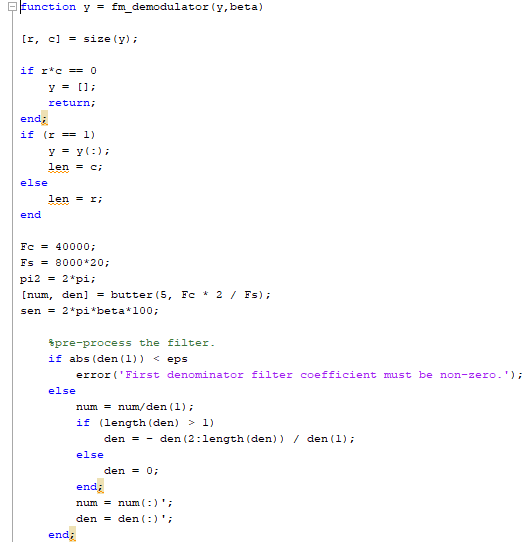 function y = fm_demodulator(y,beta)
[r, c] = size(y);
if r*c == 0
y = [];
return;
end;
if (r == 1)
y = y(:);
len = c;
else
len = r;
end
Fc = 40000;
Fs = 8000*20;
pi2 = 2*pi;
[num, den] = butter(5, Fc * 2 / Fs);
sen = 2*pi*beta*100;
%pre-process the filter.
if abs(den(1)) < eps
error('First denominator filter coefficient must be non-zero.');
else
num = num/den(1);
if (length(den) > 1)
den = - den(2:length(den)) / den(1);
else
den = 0;
end;
num = num(:)';
den = den(:)';
end;